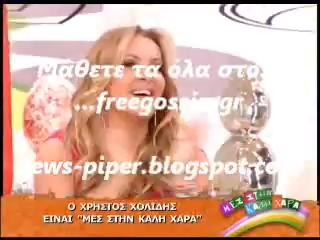 Μάθετε τα όλα στο
...freegossip.gr
news-piper.blogspot.com
Ο ΧΡΗΣΤΟΣ ΧΟΛΙΔΗΣ
ΕΙΝΑΙ "ΜΕΣ ΣΤΗΝ ΚΑΛΗ ΧΑΡΑ"
ΜΕΣ ΣΤΗΝ
ΚΑΛΗ ΧΑΡΑ